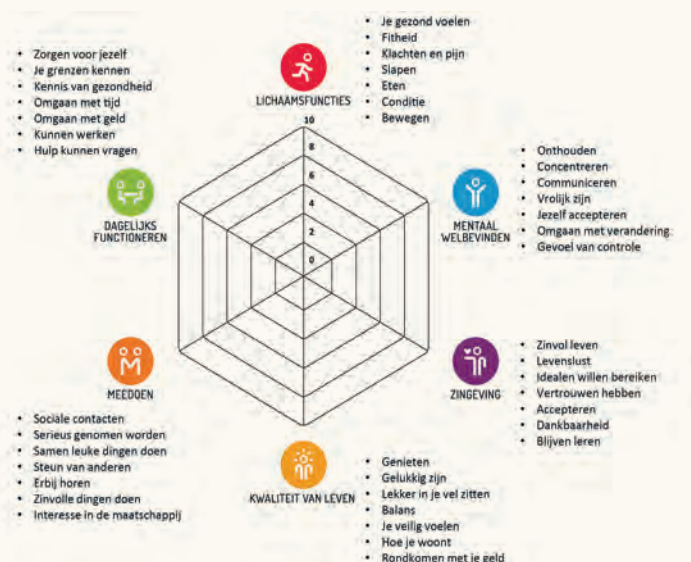 • Je gezond voelen
• Fitheid
• Klachten en pijn
• Slapen
• Eten
• Conditie
• Bewegen
LICHAAMSFUNCTIES
10
8
6
4
2
0
• Onthouden
• Concentreren
• Communiceren
• Vrolijk zijn
• Jezelf accepteren
• Omgaan met verandering
• Gevoel van controle
MENTAAL
WELBEVINDEN
• Zinvol leven
• Levenslust
• Idealen willen bereiken
• Vertrouwen hebben
• Accepteren
• Dankbaarheid
• Blijven leren
ZINGEVING
• Genieten
• Gelukkig zijn
• Lekker in je vel zitten
• Balans
• Je veilig voelen
• Hoe je woont
• Rondkomen met je geld
KWALITEIT VAN LEVEN
MEEDOEN
• Sociale contacten
• Serieus genomen worden
• Samen leuke dingen doen
• Steun van anderen
• Erbij horen
• Zinvolle dingen doen
• Interesse in de maatschappij
• Zorgen voor jezelf
• Je grenzen kennen
• Kennis van gezondheid
• Omgaan met tijd
• Omgaan met geld
• Kunnen werken
• Hulp kunnen vragen
DAGELIJKS
FUNCTIONEREN